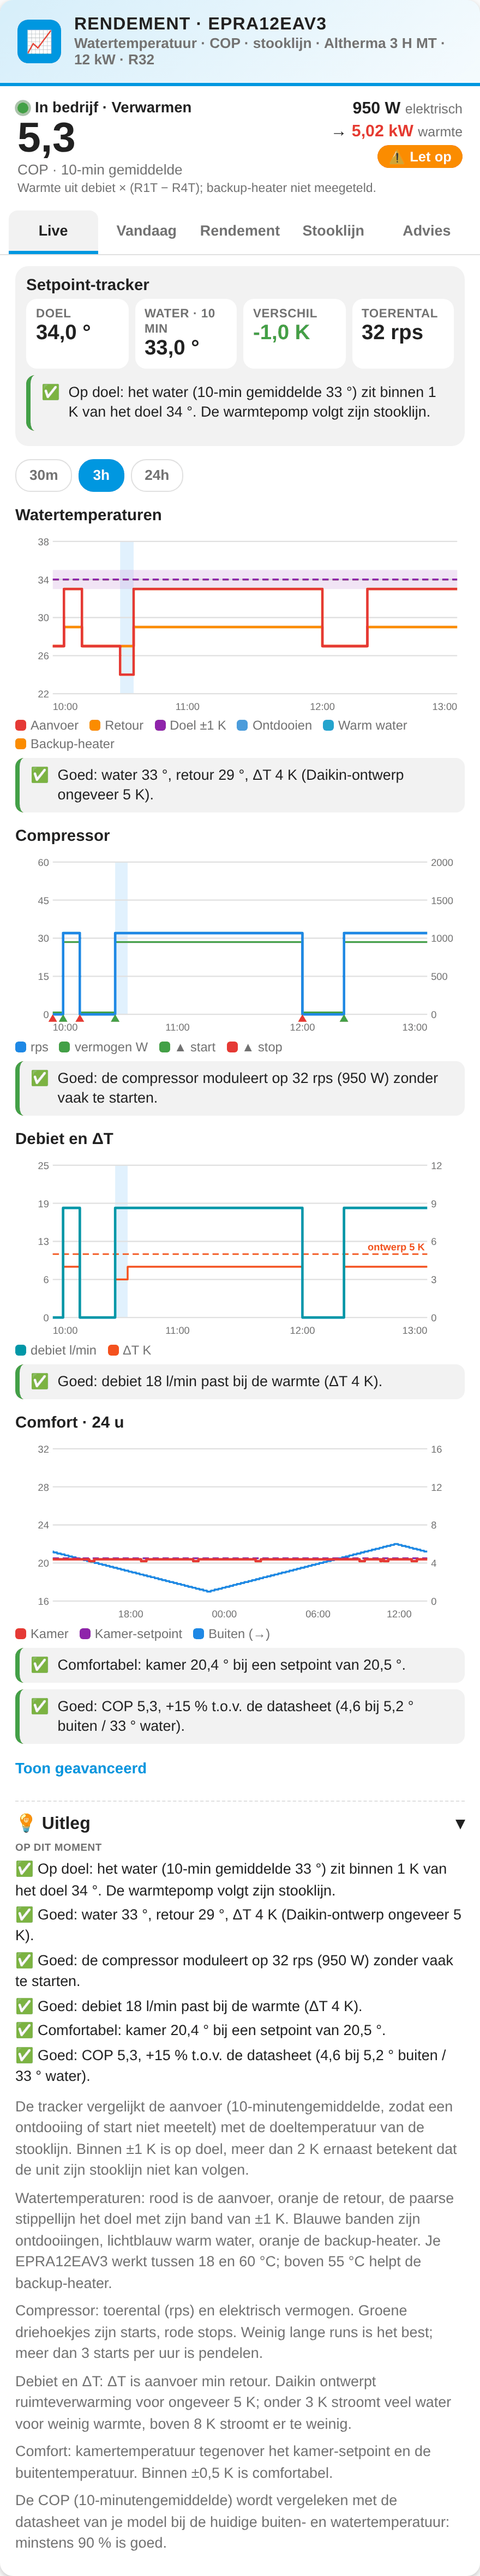 RENDEMENT · EPRA12EAV3
Watertemperatuur · COP · stooklijn · Altherma 3 H MT ·
12 kW · R32
In bedrijf · Verwarmen
5,3
COP · 10-min gemiddelde
950 W elektrisch
→ 5,02 kW warmte
⚠️ Let op
Warmte uit debiet × (R1T − R4T); backup-heater niet meegeteld.
Live Vandaag Rendement Stooklijn Advies
Setpoint-tracker
DOEL
34,0 °
WATER · 10
MIN
33,0 °
VERSCHIL
-1,0 K
TOERENTAL
32 rps
✅ Op doel: het water (10-min gemiddelde 33 °) zit binnen 1
K van het doel 34 °. De warmtepomp volgt zijn stooklijn.
30m 3h 24h
Watertemperaturen
38
34
30
26
22
10:00 11:00 12:00 13:00
Aanvoer Retour Doel ±1 K Ontdooien Warm water
Backup-heater
✅ Goed: water 33 °, retour 29 °, ΔT 4 K (Daikin-ontwerp
ongeveer 5 K).
Compressor
60 2000
45 1500
30 1000
15 500
0 0
10:00 11:00 12:00 13:00
rps vermogen W ▲ start ▲ stop
✅ Goed: de compressor moduleert op 32 rps (950 W) zonder
vaak te starten.
Debiet en ΔT
25 12
19 9
13 6
ontwerp 5 K
6 3
0 0
10:00 11:00 12:00 13:00
debiet l/min ΔT K
✅ Goed: debiet 18 l/min past bij de warmte (ΔT 4 K).
Comfort · 24 u
32 16
28 12
24 8
20 4
16 0
18:00 00:00 06:00 12:00
Kamer Kamer-setpoint Buiten (→)
✅ Comfortabel: kamer 20,4 ° bij een setpoint van 20,5 °.
✅ Goed: COP 5,3, +15 % t.o.v. de datasheet (4,6 bij 5,2 °
buiten / 33 ° water).
Toon geavanceerd
💡 Uitleg ▼
OP DIT MOMENT
✅ Op doel: het water (10-min gemiddelde 33 °) zit binnen 1 K van
het doel 34 °. De warmtepomp volgt zijn stooklijn.
✅ Goed: water 33 °, retour 29 °, ΔT 4 K (Daikin-ontwerp ongeveer 5
K).
✅ Goed: de compressor moduleert op 32 rps (950 W) zonder vaak
te starten.
✅ Goed: debiet 18 l/min past bij de warmte (ΔT 4 K).
✅ Comfortabel: kamer 20,4 ° bij een setpoint van 20,5 °.
✅ Goed: COP 5,3, +15 % t.o.v. de datasheet (4,6 bij 5,2 ° buiten /
33 ° water).
De tracker vergelijkt de aanvoer (10-minutengemiddelde, zodat een
ontdooiing of start niet meetelt) met de doeltemperatuur van de
stooklijn. Binnen ±1 K is op doel, meer dan 2 K ernaast betekent dat
de unit zijn stooklijn niet kan volgen.
Watertemperaturen: rood is de aanvoer, oranje de retour, de paarse
stippellijn het doel met zijn band van ±1 K. Blauwe banden zijn
ontdooiingen, lichtblauw warm water, oranje de backup-heater. Je
EPRA12EAV3 werkt tussen 18 en 60 °C; boven 55 °C helpt de
backup-heater.
Compressor: toerental (rps) en elektrisch vermogen. Groene
driehoekjes zijn starts, rode stops. Weinig lange runs is het best;
meer dan 3 starts per uur is pendelen.
Debiet en ΔT: ΔT is aanvoer min retour. Daikin ontwerpt
ruimteverwarming voor ongeveer 5 K; onder 3 K stroomt veel water
voor weinig warmte, boven 8 K stroomt er te weinig.
Comfort: kamertemperatuur tegenover het kamer-setpoint en de
buitentemperatuur. Binnen ±0,5 K is comfortabel.
De COP (10-minutengemiddelde) wordt vergeleken met de
datasheet van je model bij de huidige buiten- en watertemperatuur:
minstens 90 % is goed.